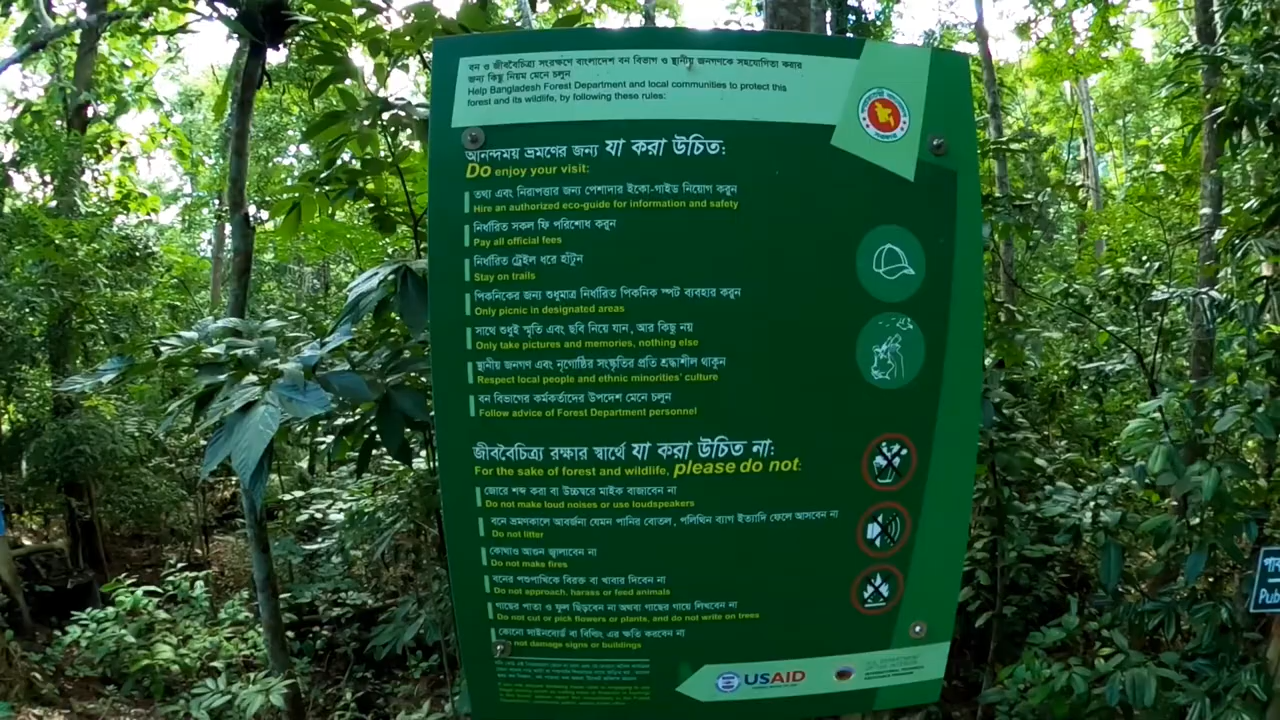 বন ও জীববৈচিত্র্য সংরক্ষণে বাংলাদেশ বন বিভাগ ও স্থানীয় জনগণকে সহযোগিতা করার
জন্য কিছু নিয়ম মেনে চলুন
Help Bangladesh Forest Department and local communities to protect this
forest and its wildlife, by following these rules:
আনন্দময় ভ্রমণের জন্য যা করা উচিত:
Do enjoy your visit:
তথ্য এবং নিরাপত্তার জন্য পেশাদার ইকো-গাইড নিয়োগ করুন
Hire an authorized eco-guide for information and safety
নির্ধারিত সকল ফি পরিশোধ করুন
Pay all official fees
নির্ধারিত ট্রেইল ধরে হাঁটুন
Stay on trails
পিকনিকের জন্য শুধুমাত্র নির্ধারিত পিকনিক স্পট ব্যবহার করুন
Only picnic in designated areas
সাথে শুধুই স্মৃতি এবং ছবি নিয়ে যান, আর কিছু নয়
Only take pictures and memories, nothing else
স্থানীয় জনগণ এবং নৃগোষ্ঠির সংস্কৃতির প্রতি শ্রদ্ধাশীল থাকুন
Respect local people and ethnic minorities' culture
বন বিভাগের কর্মকর্তাদের উপদেশ মেনে চলুন
Follow advice of Forest Department personnel
জীববৈচিত্র্য রক্ষার স্বার্থে যা করা উচিত না:
For the sake of forest and wildlife, please do not:
জোরে শব্দ করা বা উচ্চস্বরে মাইক বাজাবেন না
Do not make loud noises or use loudspeakers
বনে ভ্রমণকালে আবর্জনা যেমন পানির বোতল, পলিথিন ব্যাগ ইত্যাদি ফেলে আসবেন না
Do not litter
কোথাও আগুন জ্বালাবেন না
Do not make fires
বনের পশুপাখিকে বিরক্ত বা খাবার দিবেন না
Do not approach, harass or feed animals
গাছের পাতা ও ফুল ছিঁড়বেন না অথবা গাছের গায়ে লিখবেন না
Do not cut or pick flowers or plants, and do not write on trees
কোনো সাইনবোর্ড বা বিল্ডিং এর ক্ষতি করবেন না
not damage signs or buildings
USAID
Pub